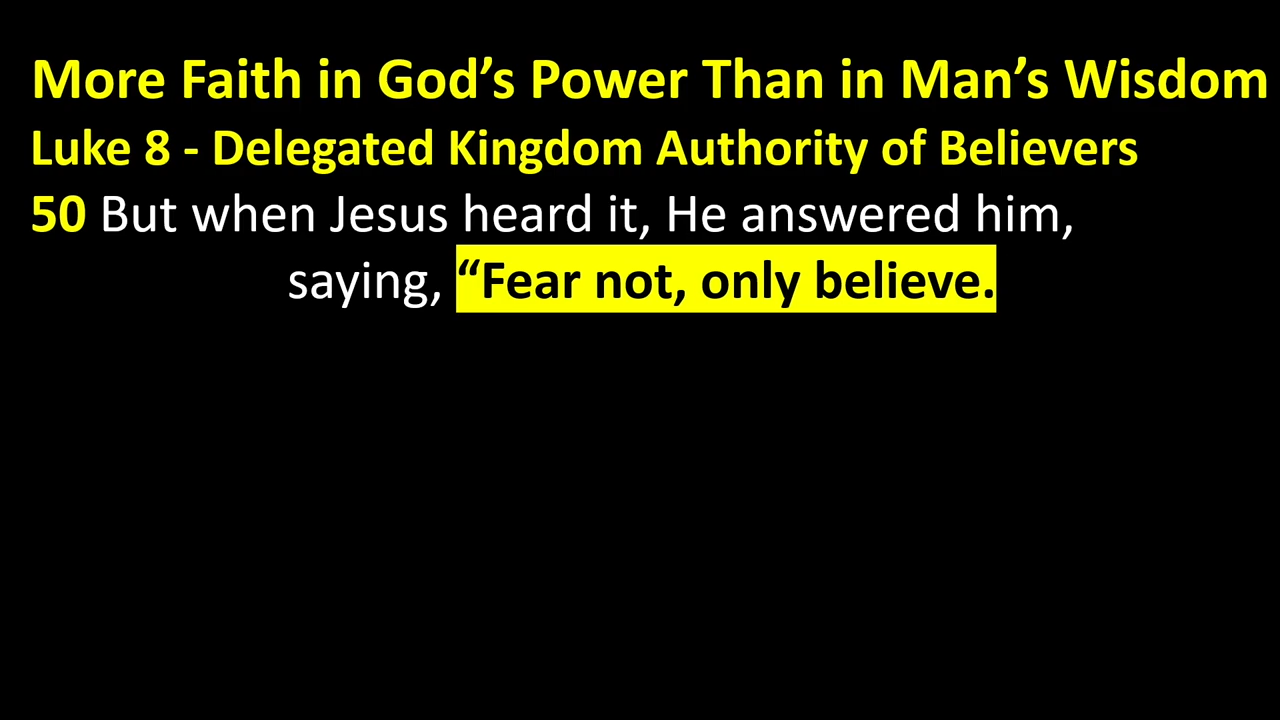 More Faith in God’s Power Than in Man’s Wisdom
Luke 8 - Delegated Kingdom Authority of Believers
50 But when Jesus heard it, He answered him,
saying, “Fear not, only believe.